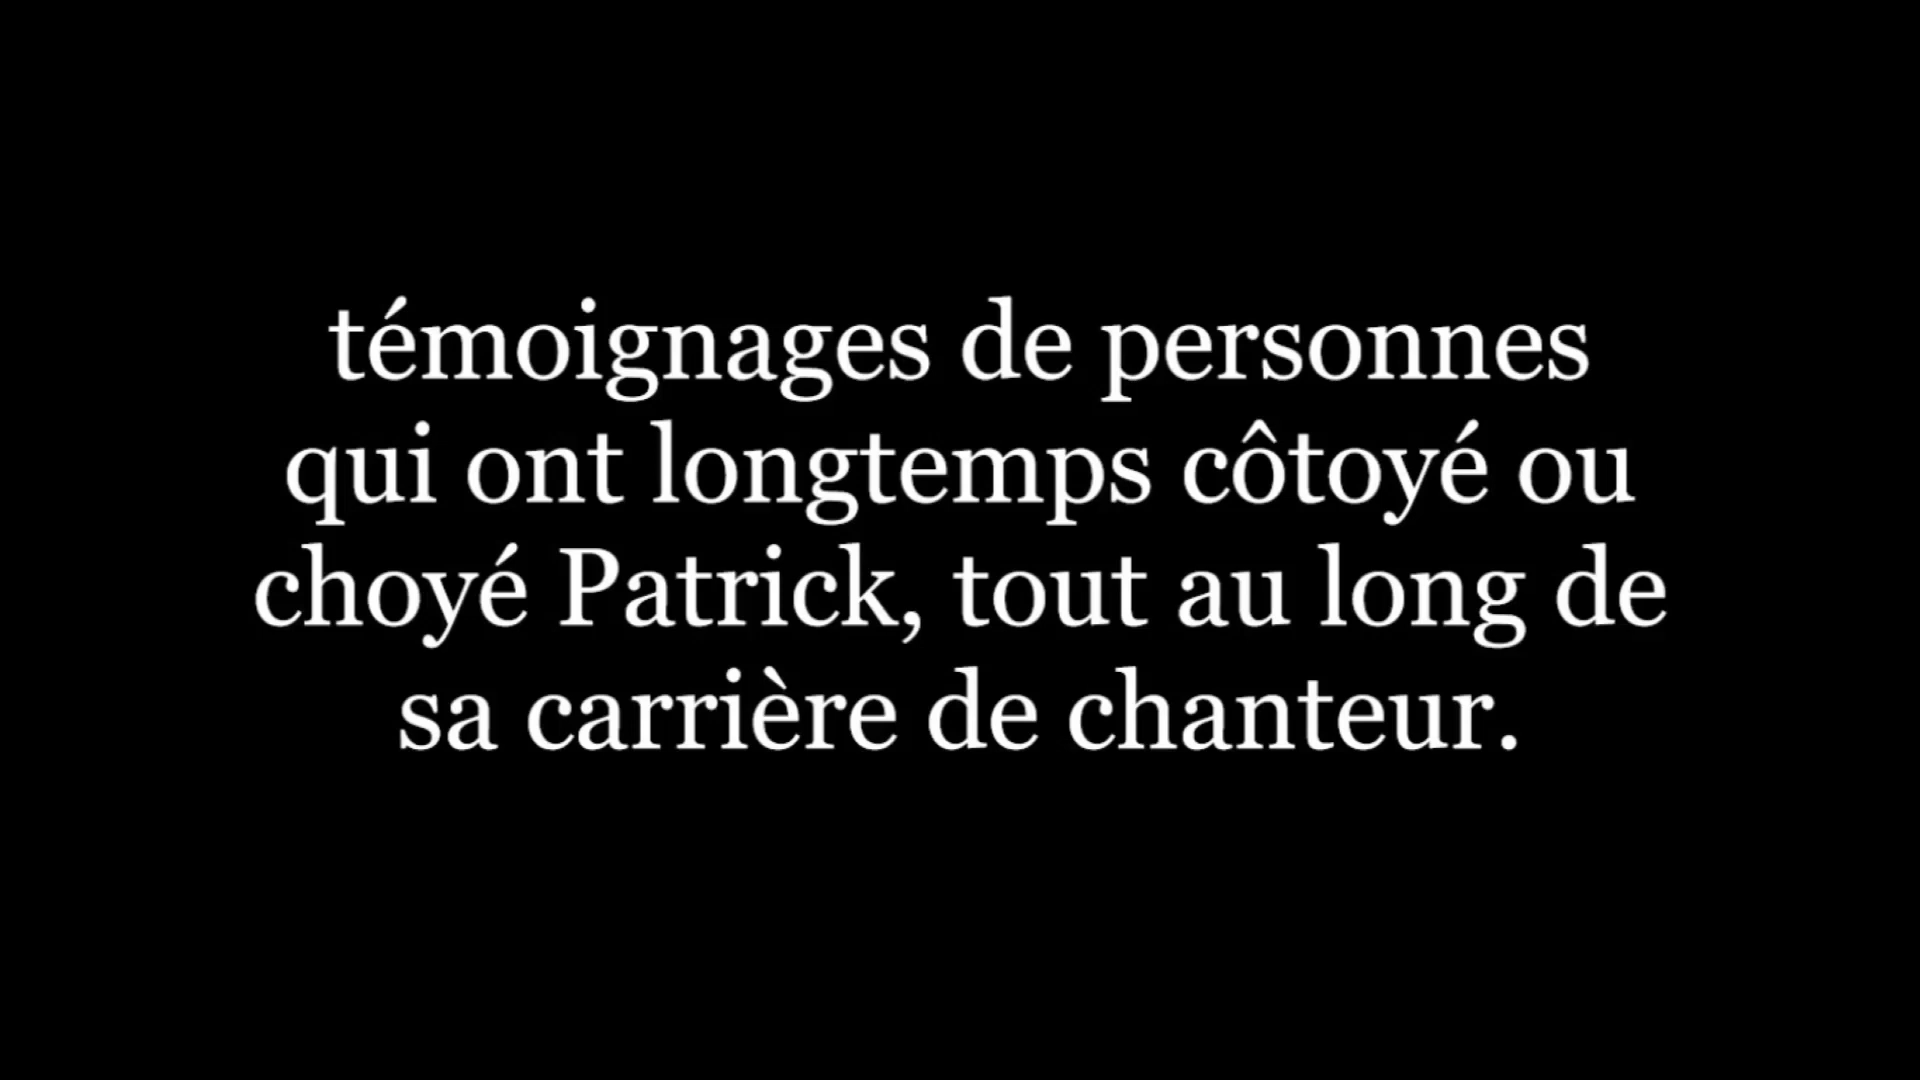 témoignages de personnes
qui ont longtemps côtoyé ou
choyé Patrick, tout au long de
sa carrière de chanteur.